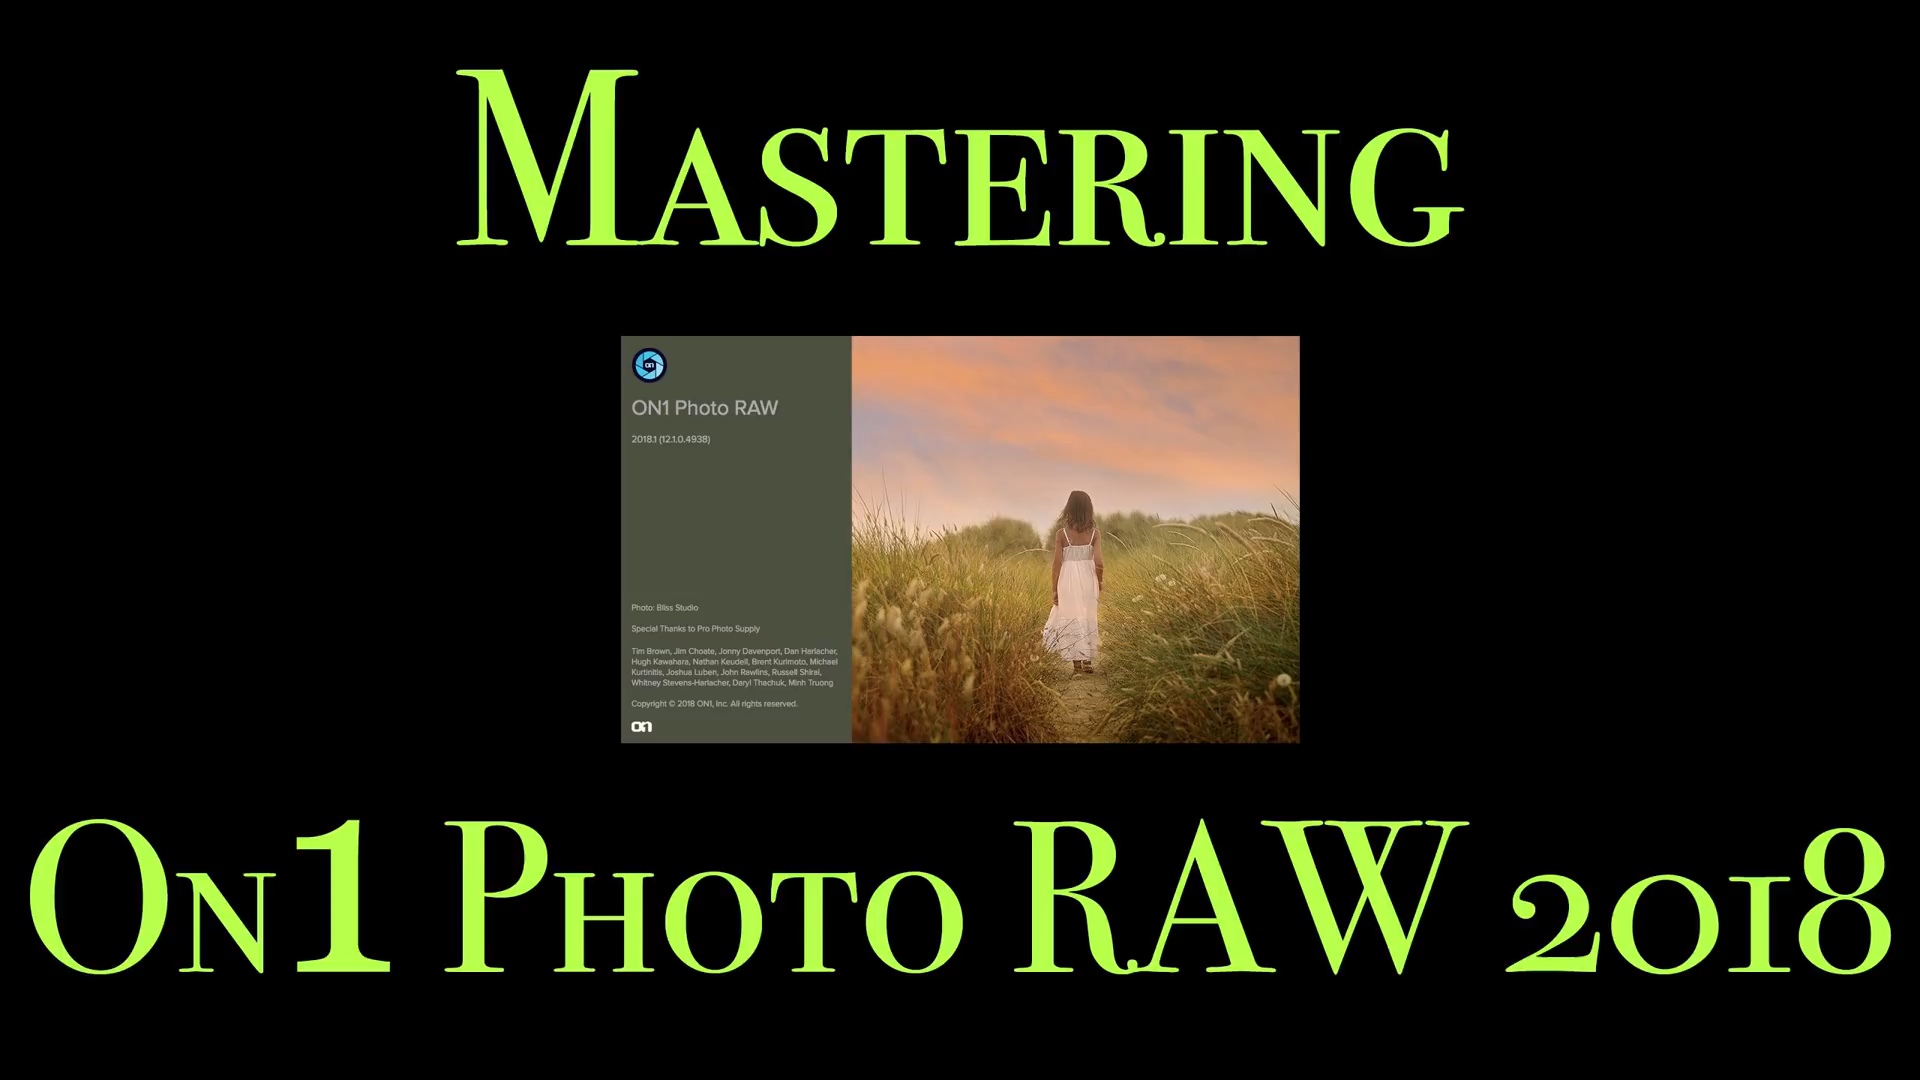 Mastering
ON1
ON1 Photo RAW
2018.1 (12.1.0.4938)
Photo: Bliss Studio
Special Thanks to Pro Photo Supply
Tim Brown, Jim Choate, Jonny Davenport, Dan Harlacher,
Hugh Kawahara, Nathan Keudell, Brent Kurimoto, Michael
Kurtinitis, Joshua Luben, John Rawlins, Russell Shirai,
Whitney Stevens-Harlacher, Daryl Thachuk, Minh Truong
Copyright © 2018 ON1, Inc. All rights reserved.
on1
On1 Photo RAW 2018